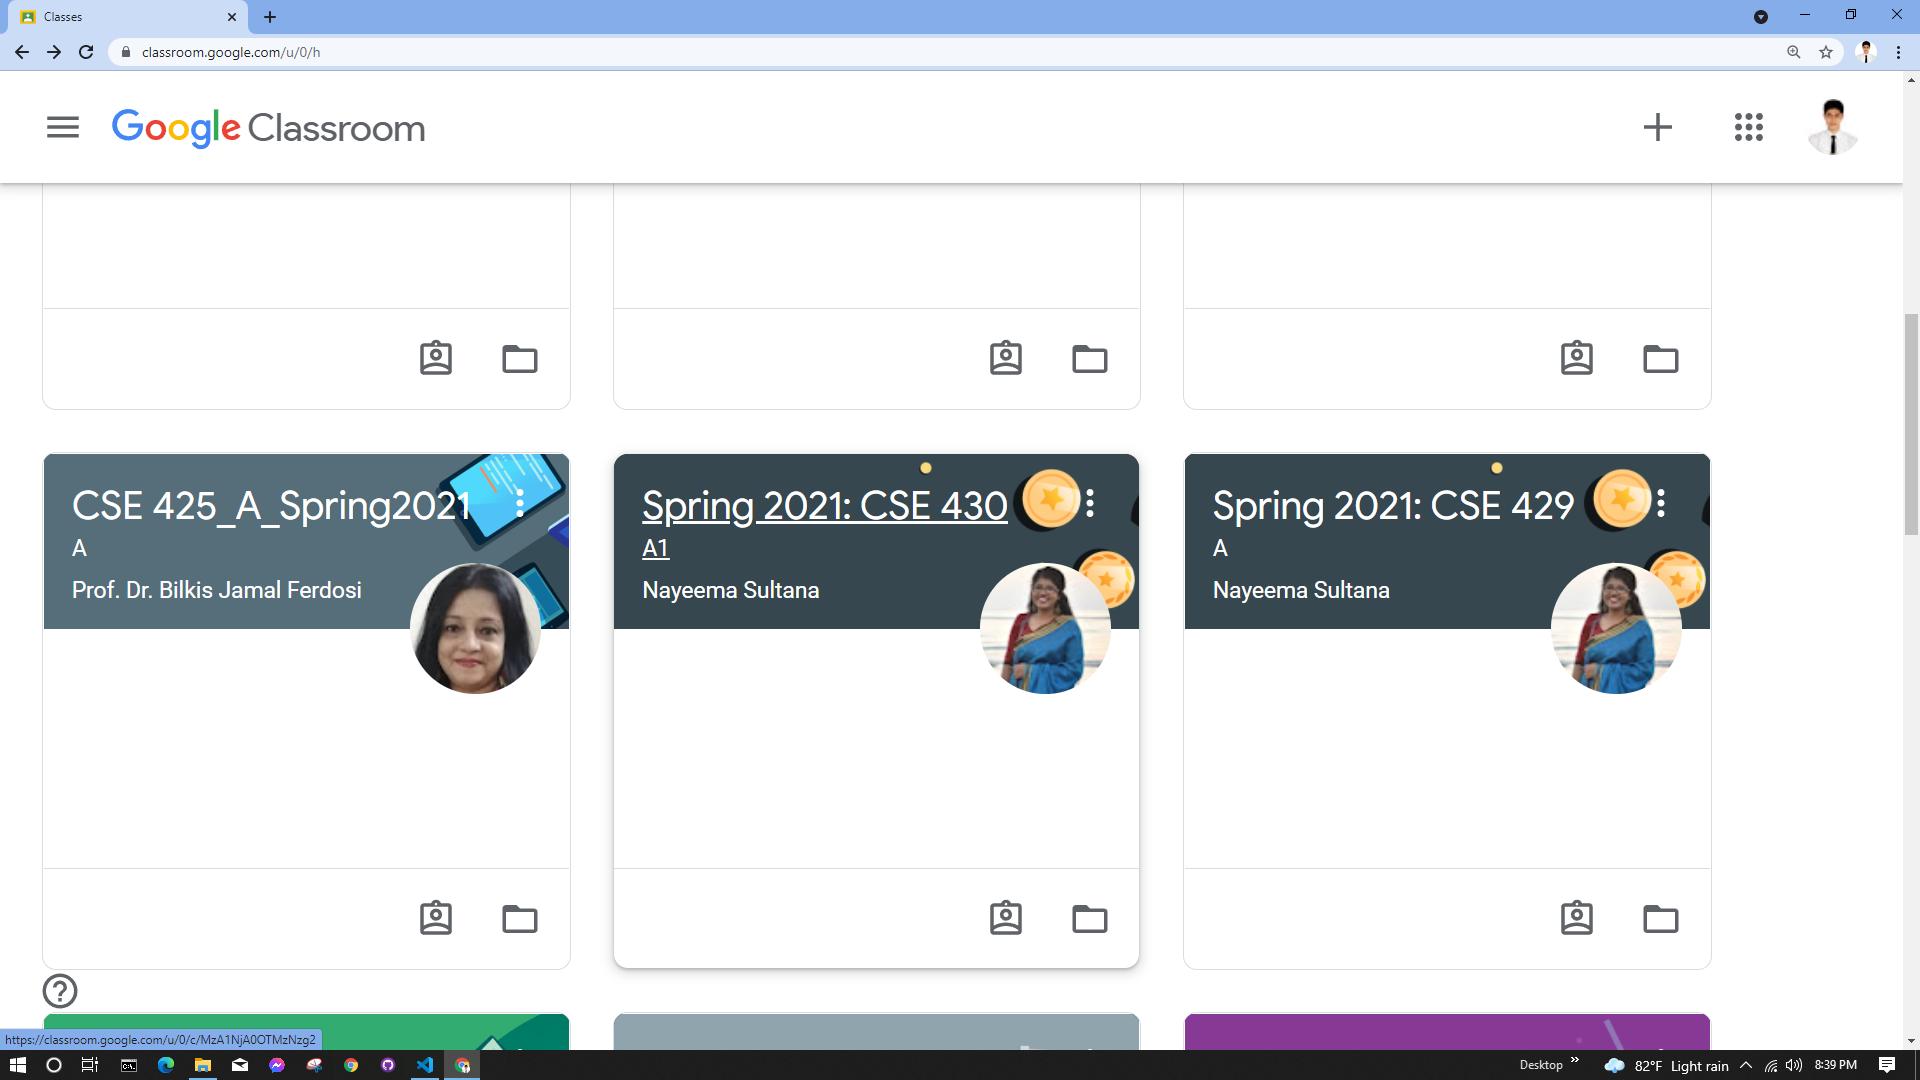 Classes
classroom.google.com/u/0/h
Google Classroom
CSE 425_A_Spring2021
A
Prof. Dr. Bilkis Jamal Ferdosi
Spring 2021: CSE 430
A1
Nayeema Sultana
Spring 2021: CSE 429
A
Nayeema Sultana
https://classroom.google.com/u/0/c/MzA1NjA0OTMzNzg2
Desktop
82°F Light rain
8:39 PM